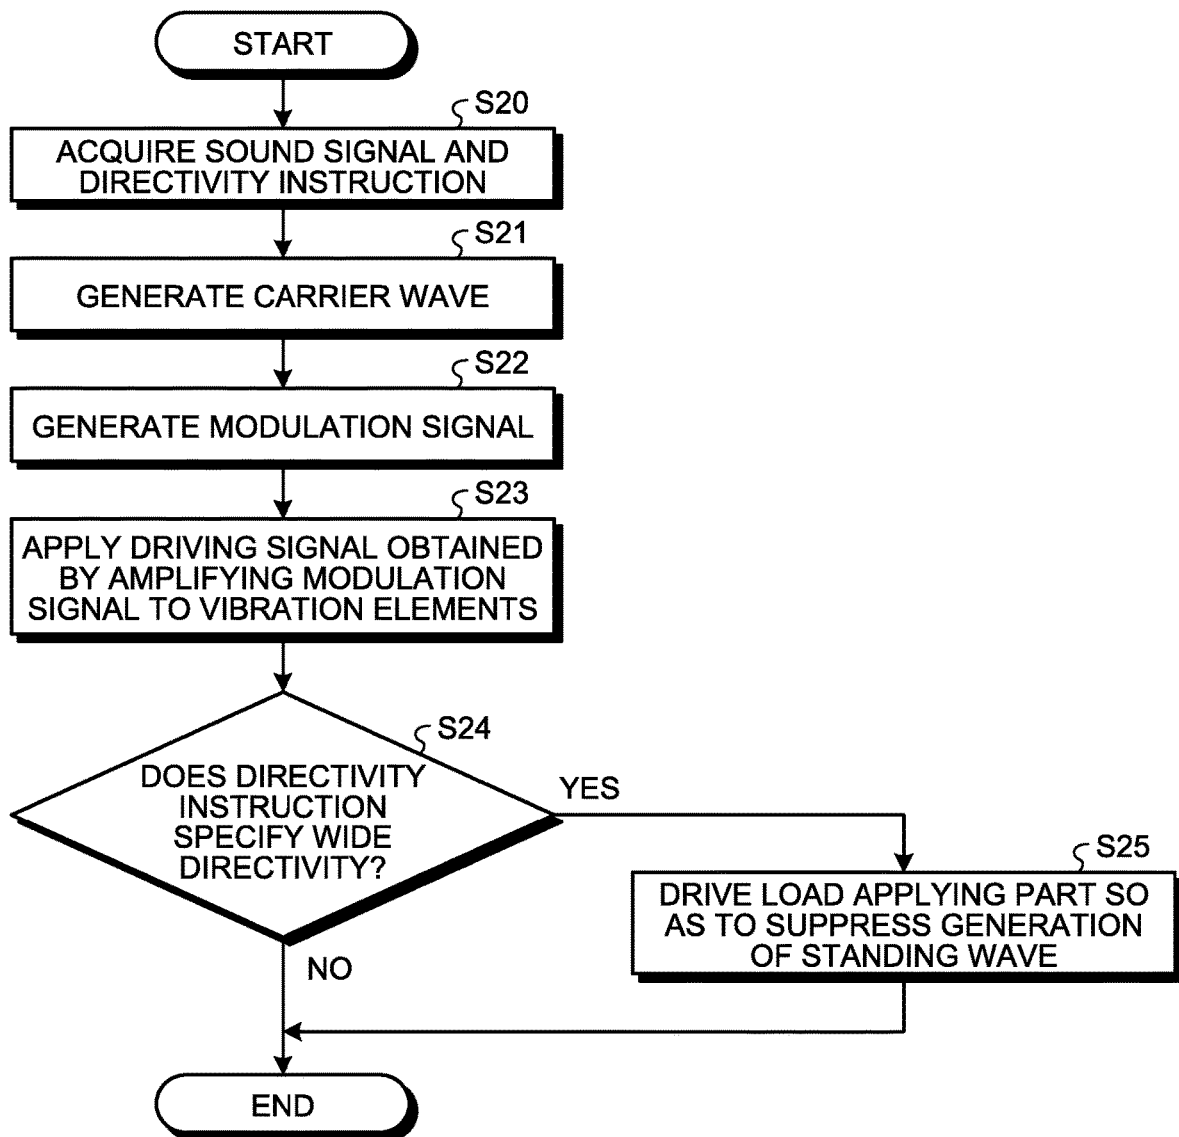 START
S20
ACQUIRE SOUND SIGNAL AND
DIRECTIVITY INSTRUCTION
S21
GENERATE CARRIER WAVE
S22
GENERATE MODULATION SIGNAL
S23
APPLY DRIVING SIGNAL OBTAINED
BY AMPLIFYING MODULATION
SIGNAL TO VIBRATION ELEMENTS
S24
DOES DIRECTIVITY
INSTRUCTION
SPECIFY WIDE
DIRECTIVITY?
YES
S25
DRIVE LOAD APPLYING PART SO
AS TO SUPPRESS GENERATION
OF STANDING WAVE
NO
END